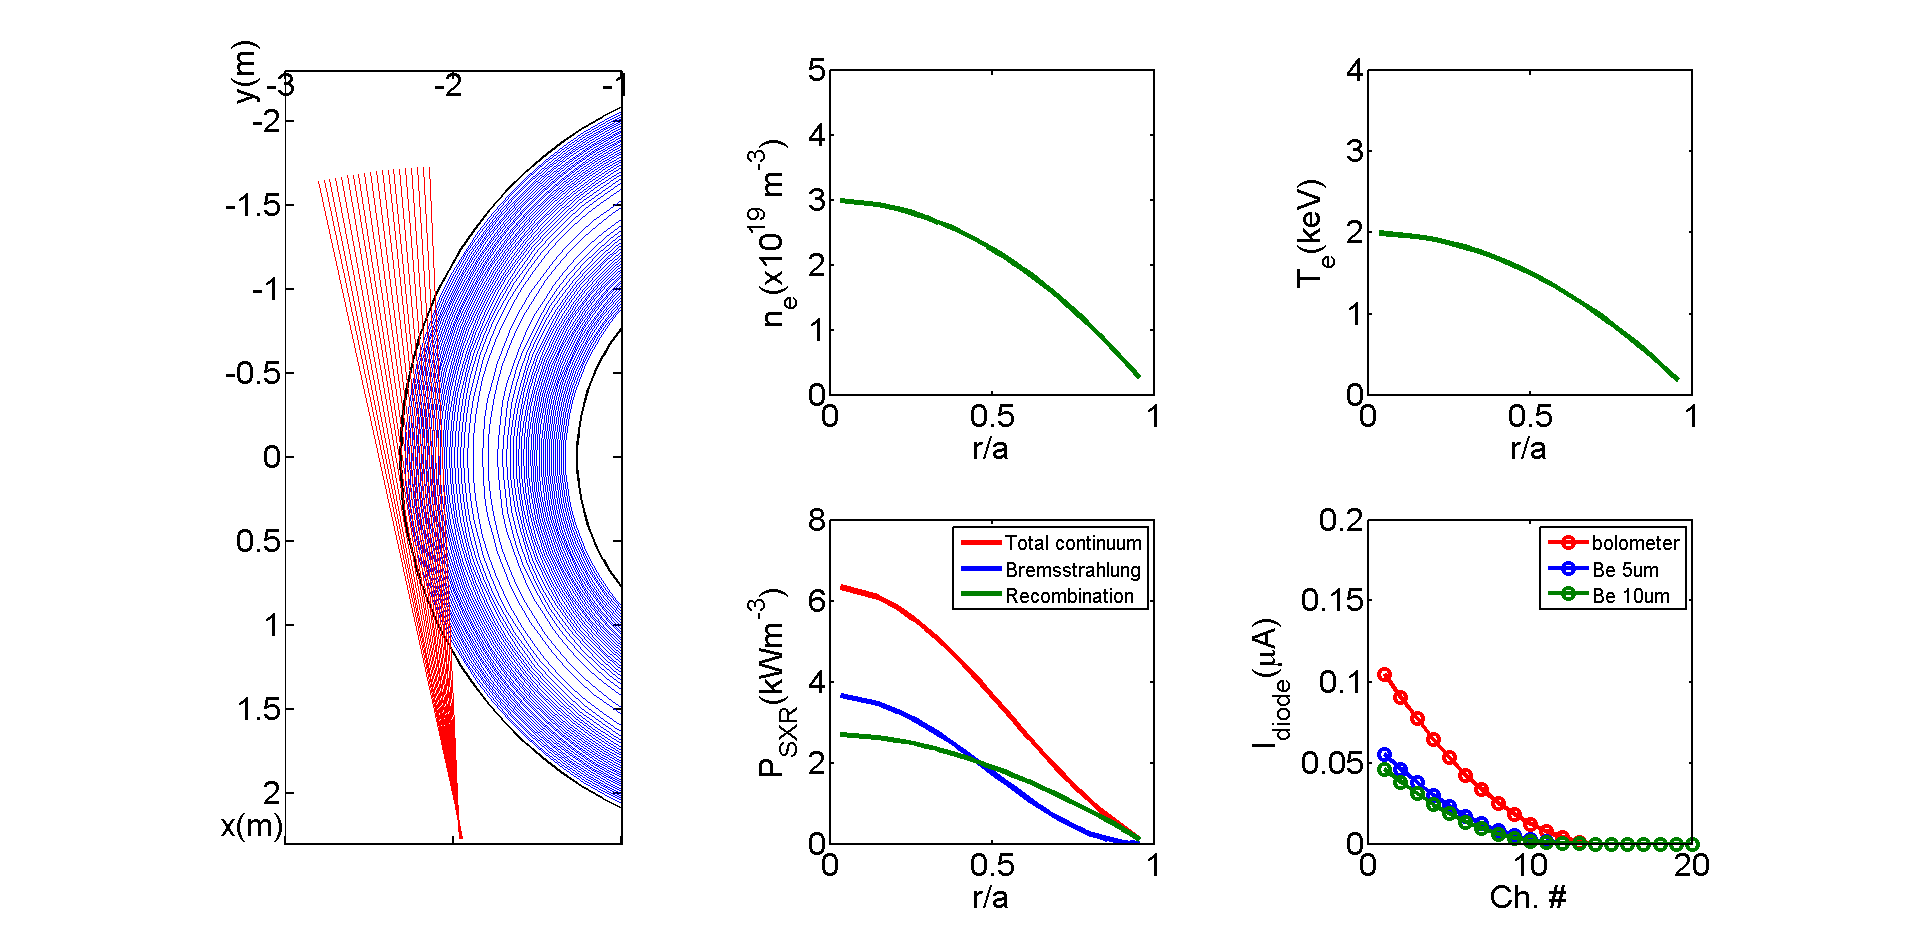 y(m)
-3
-2
-1
-2
-1.5
-1
-0.5
0
0.5
1
1.5
2
x(m)
5
4
3
2
1
0
n_e(x10^19 m^-3)
0 0.5 1
r/a
4
3
2
1
0
T_e(keV)
0 0.5 1
r/a
8
6
4
2
0
P_SXR(kWm^-3)
Total continuum
Bremsstrahlung
Recombination
0 0.5 1
r/a
0.2
0.15
0.1
0.05
0
I_diode(μA)
bolometer
Be 5um
Be 10um
0 10 20
Ch. #